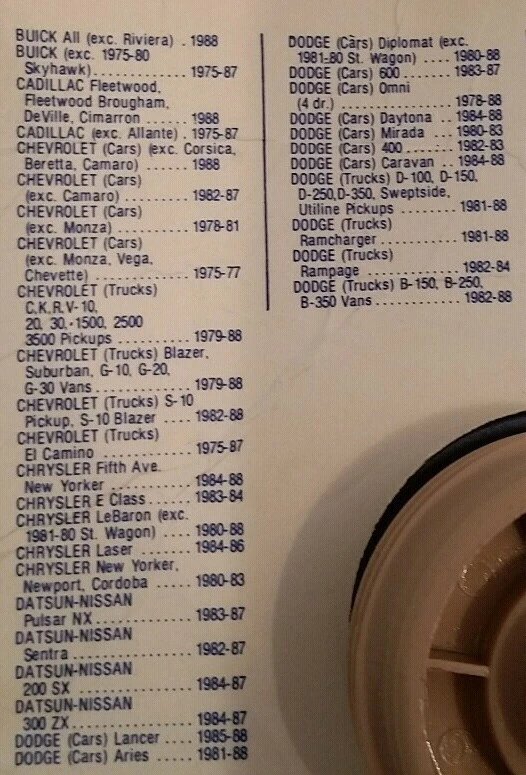 BUICK All (exc. Riviera) . 1988
BUICK (exc. 1975-80
Skyhawk) . . . . . . . . . . . . 1975-87
CADILLAC Fleetwood,
Fleetwood Brougham,
DeVille, Cimarron . . . . . . 1988
CADILLAC (exc. Allante) . 1975-87
CHEVROLET (Cars) (exc. Corsica,
Beretta, Camaro) . . . . . . 1988
CHEVROLET (Cars)
(exc. Camaro) . . . . . . . . . 1982-87
CHEVROLET (Cars)
(exc. Monza) . . . . . . . . . . 1978-81
CHEVROLET (Cars)
(exc. Monza, Vega,
Chevette) . . . . . . . . . . . . 1975-77
CHEVROLET (Trucks)
C,K,R,V-10,
20, 30,-1500, 2500
3500 Pickups . . . . . . . . . . 1979-88
CHEVROLET (Trucks) Blazer,
Suburban, G-10, G-20,
G-30 Vans . . . . . . . . . . . . 1979-88
CHEVROLET (Trucks) S-10
Pickup, S-10 Blazer . . . . 1982-88
CHEVROLET (Trucks)
El Camino . . . . . . . . . . . . 1975-87
CHRYSLER Fifth Ave.
New Yorker . . . . . . . . . . . 1984-88
CHRYSLER E Class . . . . . . 1983-84
CHRYSLER LeBaron (exc.
1981-80 St. Wagon) . . . . 1980-88
CHRYSLER Laser . . . . . . . 1984-86
CHRYSLER New Yorker,
Newport, Cordoba . . . . . 1980-83
DATSUN-NISSAN
Pulsar NX . . . . . . . . . . . . 1983-87
DATSUN-NISSAN
Sentra . . . . . . . . . . . . . . . 1982-87
DATSUN-NISSAN
200 SX . . . . . . . . . . . . . . 1984-87
DATSUN-NISSAN
300 ZX . . . . . . . . . . . . . . . 1984-87
DODGE (Cars) Lancer . . . . 1985-88
DODGE (Cars) Aries . . . . . 1981-88
DODGE (Cars) Diplomat (exc.
1981-80 St. Wagon) . . . . 1980-88
DODGE (Cars) 600 . . . . . . . 1983-87
DODGE (Cars) Omni
(4 dr.) . . . . . . . . . . . . . . . 1978-88
DODGE (Cars) Daytona . . 1984-88
DODGE (Cars) Mirada . . . 1980-83
DODGE (Cars) 400 . . . . . . . 1982-83
DODGE (Cars) Caravan . . 1984-88
DODGE (Trucks) D-100, D-150,
D-250,D-350, Sweptside,
Utiline Pickups . . . . . . . . 1981-88
DODGE (Trucks)
Ramcharger . . . . . . . . . . 1981-88
DODGE (Trucks)
Rampage . . . . . . . . . . . . 1982-84
DODGE (Trucks) B-150, B-250,
B-350 Vans . . . . . . . . . . . 1982-88